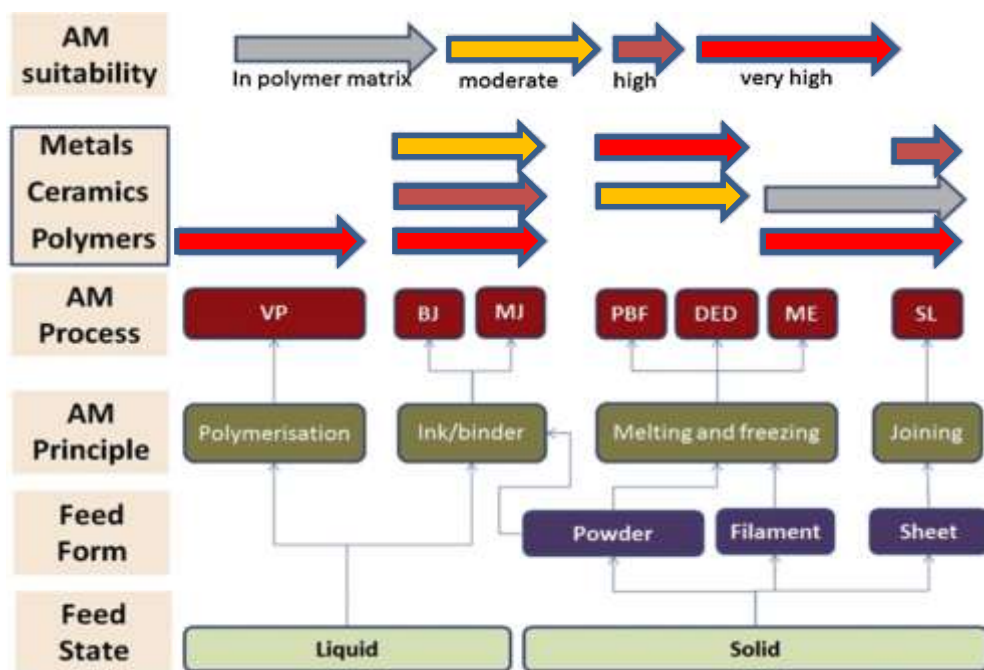 AM
suitability
In polymer matrix
moderate
high
very high
Metals
Ceramics
Polymers
AM
Process
VP
BJ
MJ
PBF
DED
ME
SL
AM
Principle
Polymerisation
Ink/binder
Melting and freezing
Joining
Feed
Form
Powder
Filament
Sheet
Feed
State
Liquid
Solid